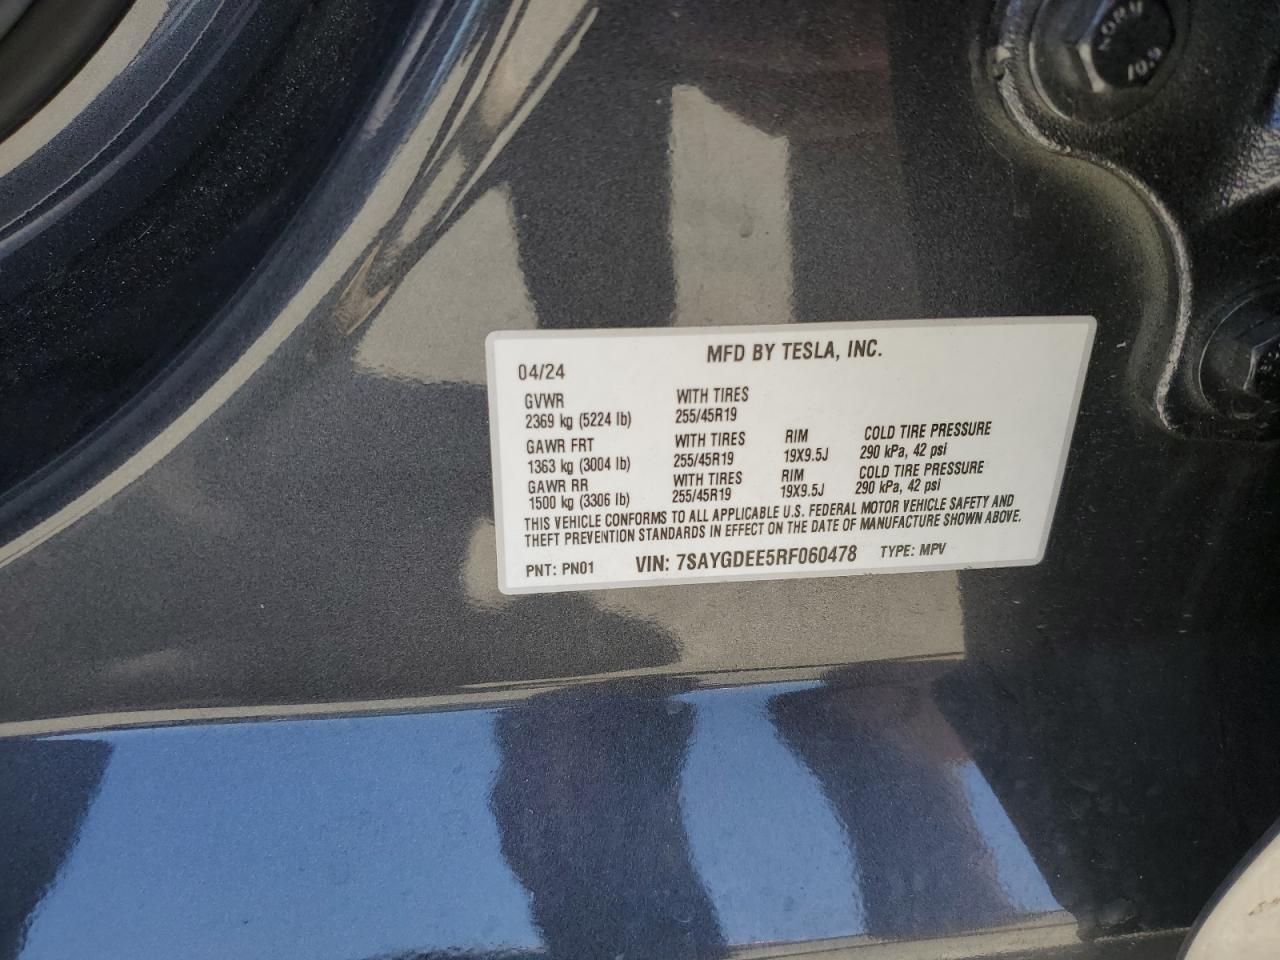 KDRM
10.9
MFD BY TESLA, INC.
04/24
GVWR WITH TIRES
2369 kg (5224 lb) 255/45R19
GAWR FRT WITH TIRES RIM COLD TIRE PRESSURE
1363 kg (3004 lb) 255/45R19 19X9.5J 290 kPa, 42 psi
GAWR RR WITH TIRES RIM COLD TIRE PRESSURE
1500 kg (3306 lb) 255/45R19 19X9.5J 290 kPa, 42 psi
THIS VEHICLE CONFORMS TO ALL APPLICABLE U.S. FEDERAL MOTOR VEHICLE SAFETY AND
THEFT PREVENTION STANDARDS IN EFFECT ON THE DATE OF MANUFACTURE SHOWN ABOVE.
PNT: PN01 VIN: 7SAYGDEE5RF060478 TYPE: MPV